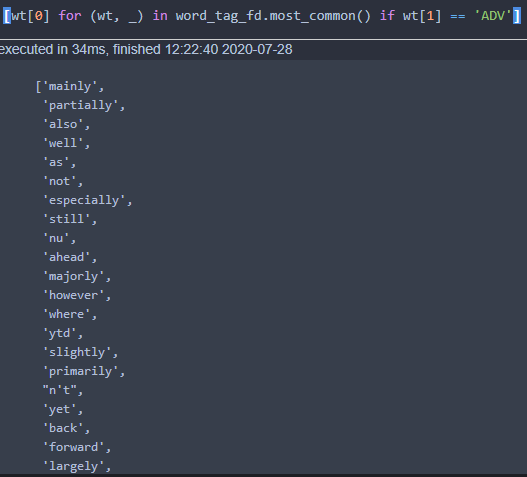 [wt[0] for (wt, _) in word_tag_fd.most_common() if wt[1] == 'ADV']
executed in 34ms, finished 12:22:40 2020-07-28
['mainly',
'partially',
'also',
'well',
'as',
'not',
'especially',
'still',
'nu',
'ahead',
'majorly',
'however',
'where',
'ytd',
'slightly',
'primarily',
"n't",
'yet',
'back',
'forward',
'largely',